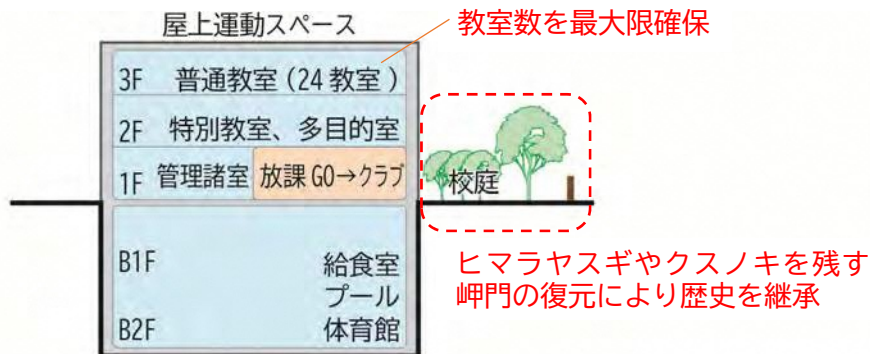 屋上運動スペース
教室数を最大限確保
3F 普通教室(24教室)
2F 特別教室、多目的室
1F 管理諸室 放課GO→クラブ
校庭
B1F 給食室
プール
B2F 体育館
ヒマラヤスギやクスノキを残す
岬門の復元により歴史を継承